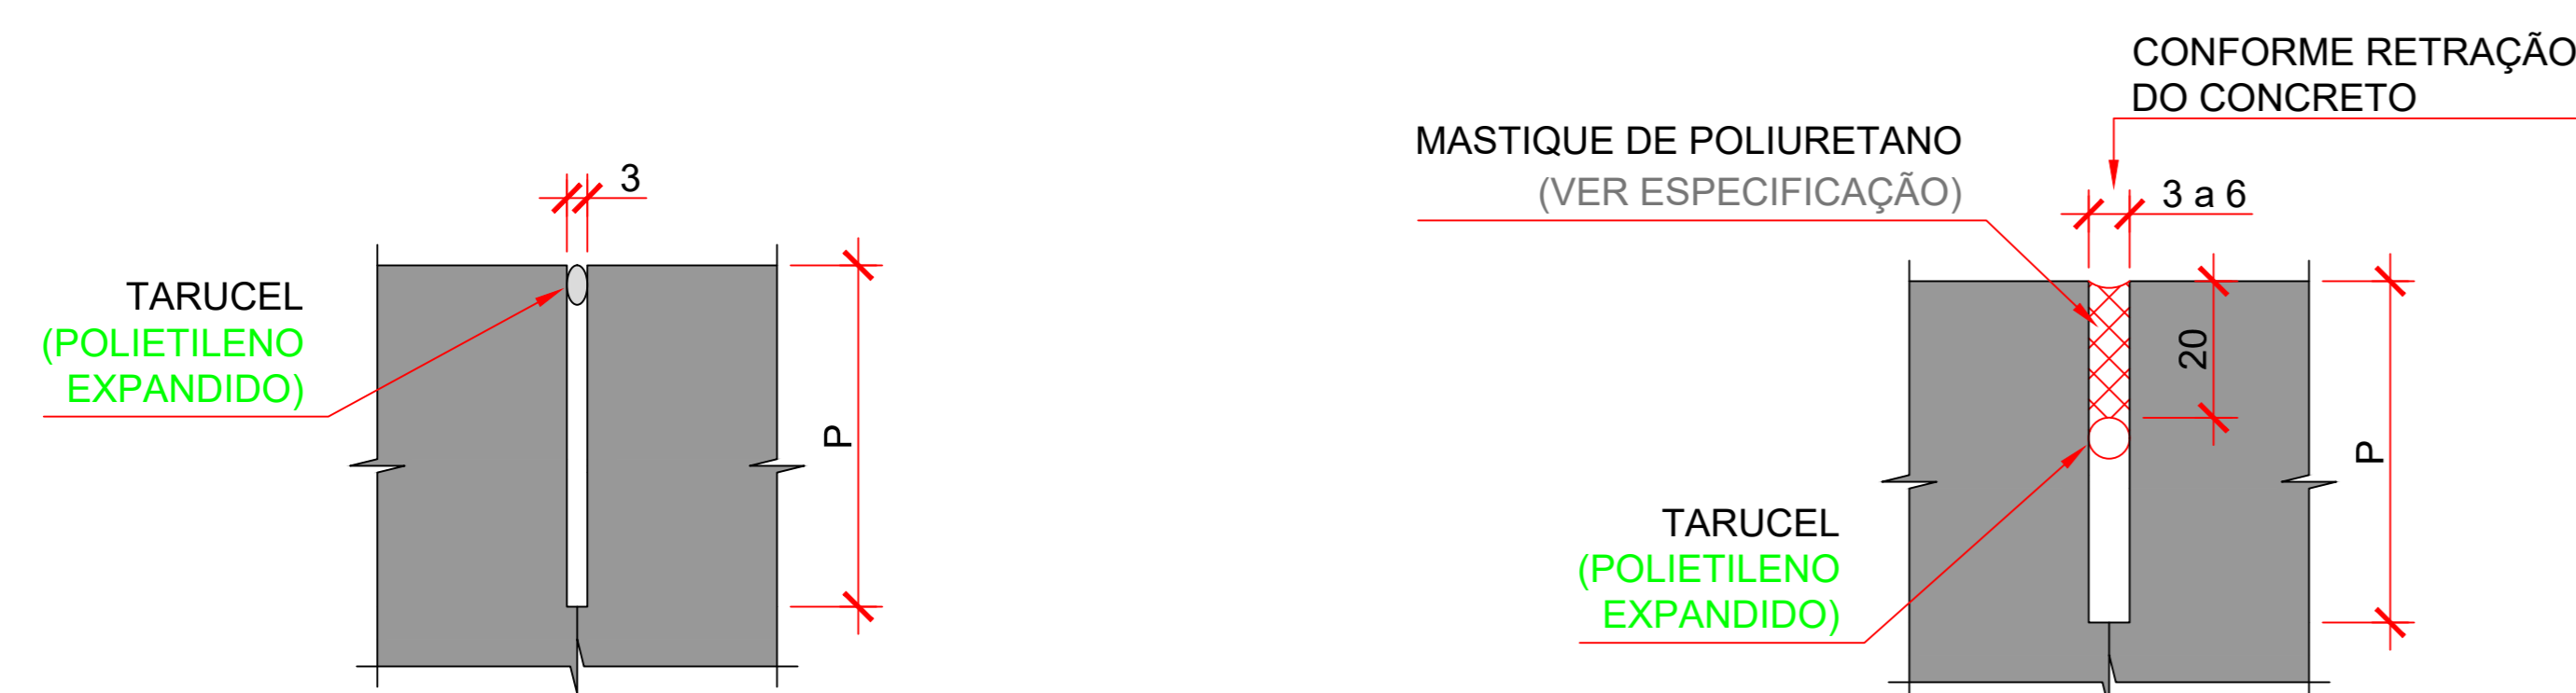 3
TARUCEL
(POLIETILENO
EXPANDIDO)
P
CONFORME RETRAÇÃO
DO CONCRETO
MASTIQUE DE POLIURETANO
(VER ESPECIFICAÇÃO)
3 a 6
20
P
TARUCEL
(POLIETILENO
EXPANDIDO)